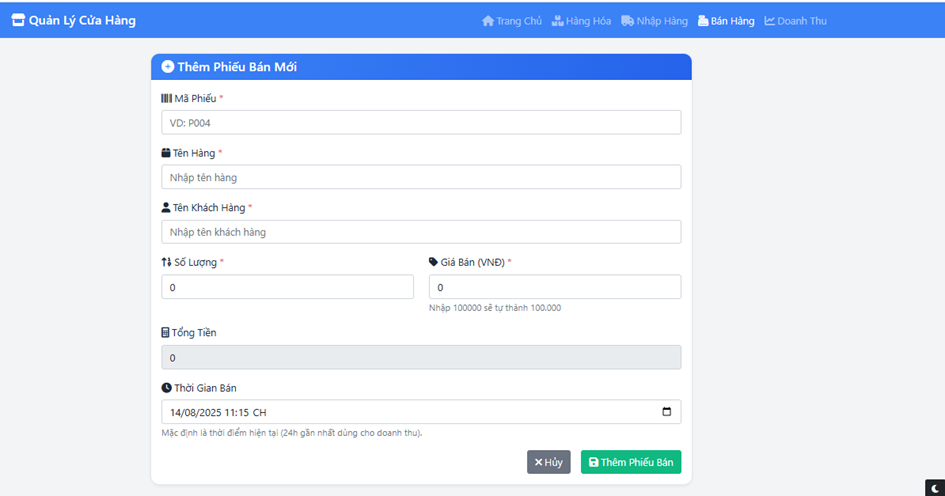 Quản Lý Cửa Hàng Trang Chủ Hàng Hóa Nhập Hàng Bán Hàng Doanh Thu
Thêm Phiếu Bán Mới
Mã Phiếu *
VD: P004
Tên Hàng *
Nhập tên hàng
Tên Khách Hàng *
Nhập tên khách hàng
Số Lượng * Giá Bán (VNĐ) *
0 0
Nhập 100000 sẽ tự thành 100.000
Tổng Tiền
0
Thời Gian Bán
14/08/2025 11:15 CH
Mặc định là thời điểm hiện tại (24h gần nhất dùng cho doanh thu).
Hủy Thêm Phiếu Bán